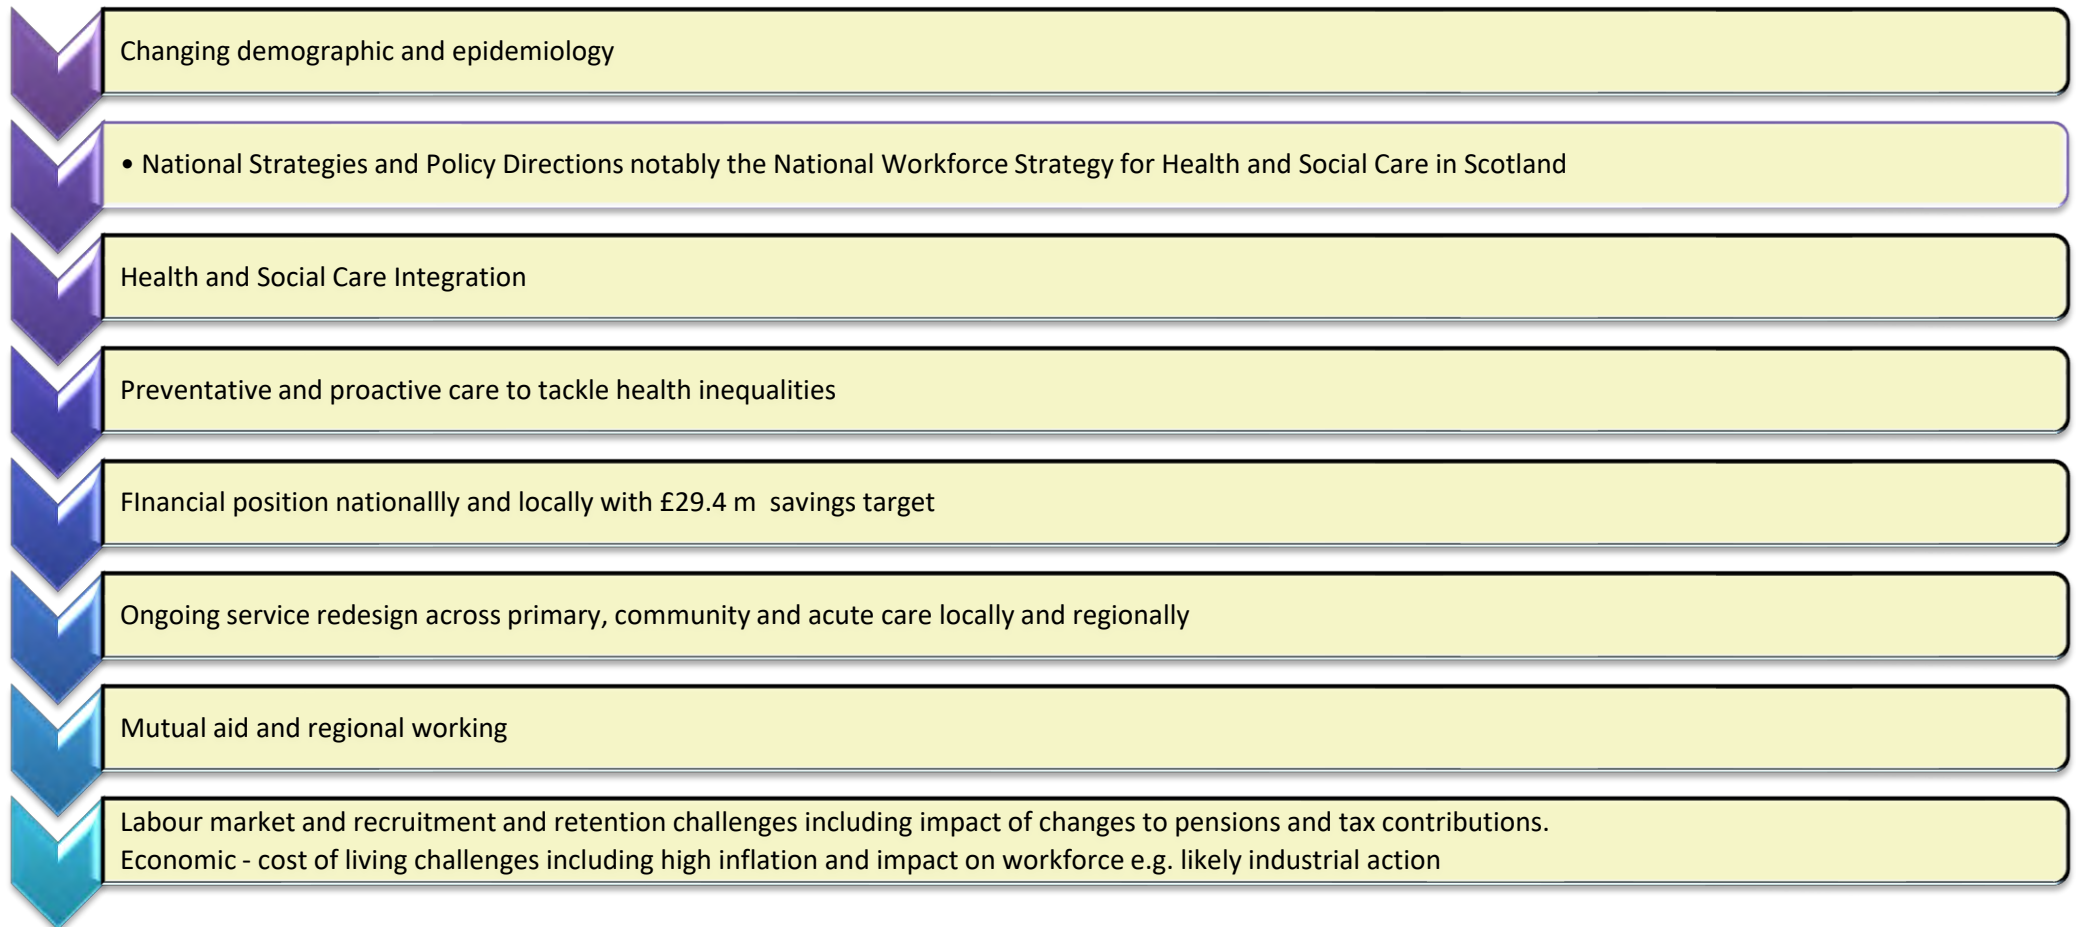 Changing demographic and epidemiology
• National Strategies and Policy Directions notably the National Workforce Strategy for Health and Social Care in Scotland
Health and Social Care Integration
Preventative and proactive care to tackle health inequalities
FInancial position nationallly and locally with £29.4 m  savings target
Ongoing service redesign across primary, community and acute care locally and regionally
Mutual aid and regional working
Labour market and recruitment and retention challenges including impact of changes to pensions and tax contributions.
Economic - cost of living challenges including high inflation and impact on workforce e.g. likely industrial action